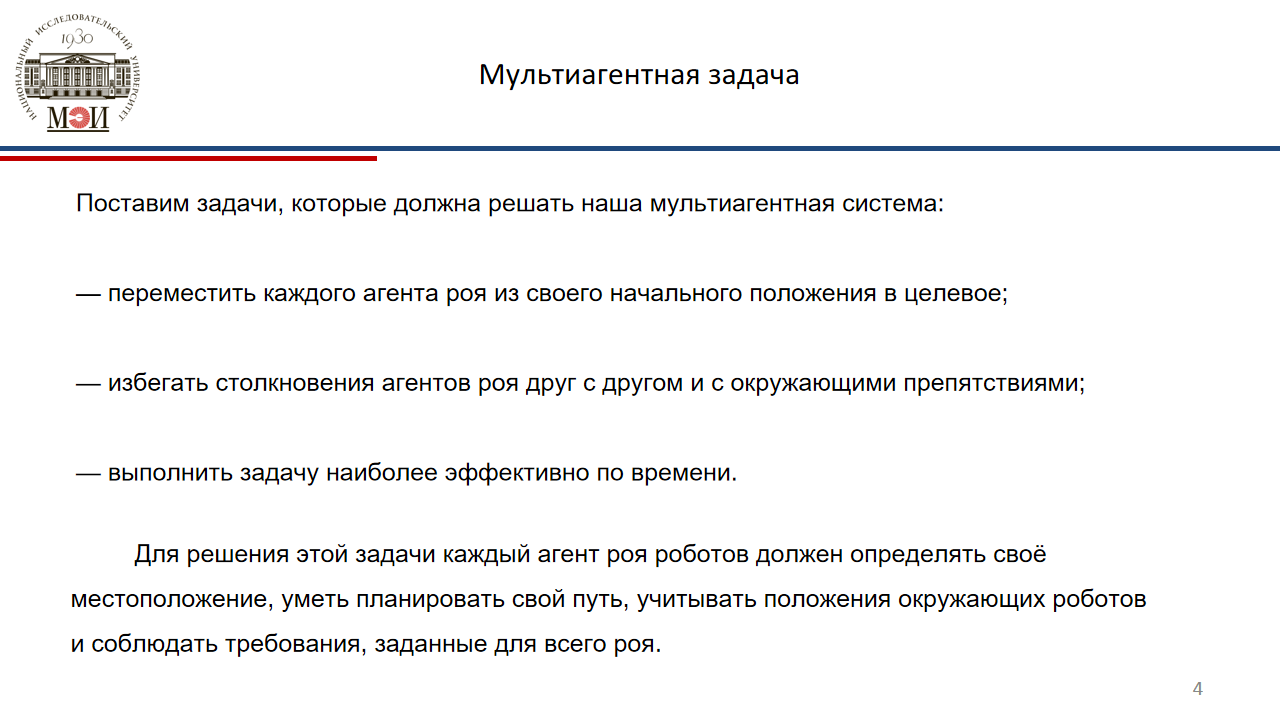 НАЦИОНАЛЬНЫЙ ИССЛЕДОВАТЕЛЬСКИЙ УНИВЕРСИТЕТ
1930
МЭИ
Мультиагентная задача
Поставим задачи, которые должна решать наша мультиагентная система:
— переместить каждого агента роя из своего начального положения в целевое;
— избегать столкновения агентов роя друг с другом и с окружающими препятствиями;
— выполнить задачу наиболее эффективно по времени.
Для решения этой задачи каждый агент роя роботов должен определять своё
местоположение, уметь планировать свой путь, учитывать положения окружающих роботов
и соблюдать требования, заданные для всего роя.
4